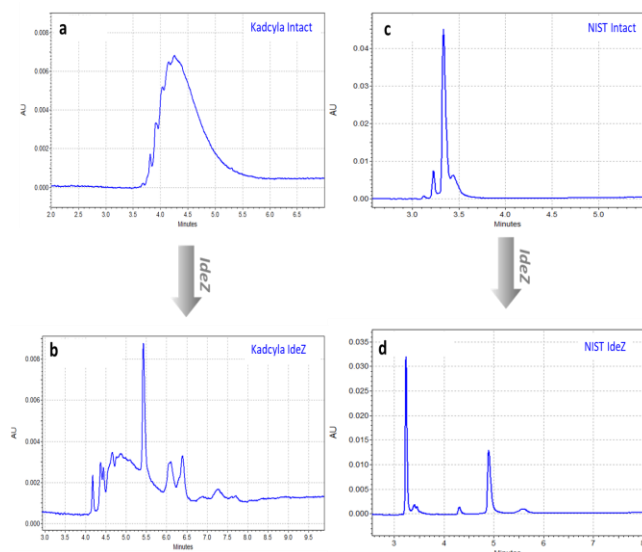 a
Kadcyla Intact
0.008
0.006
0.004
0.002
0.000
AU
2.0 2.5 3.0 3.5 4.0 4.5 5.0 5.5 6.0 6.5
Minutes
c
NIST Intact
0.04
0.03
0.02
0.01
0.00
AU
3.0 3.5 4.0 4.5 5.0
Minutes
IdeZ
IdeZ
b
Kadcyla IdeZ
0.008
0.006
0.004
0.002
0.000
AU
3.0 3.5 4.0 4.5 5.0 5.5 6.0 6.5 7.0 7.5 8.0 8.5 9.0 9.5
Minutes
d
NIST IdeZ
0.035
0.030
0.025
0.020
0.015
0.010
0.005
0.000
AU
3 4 5 6 7
Minutes